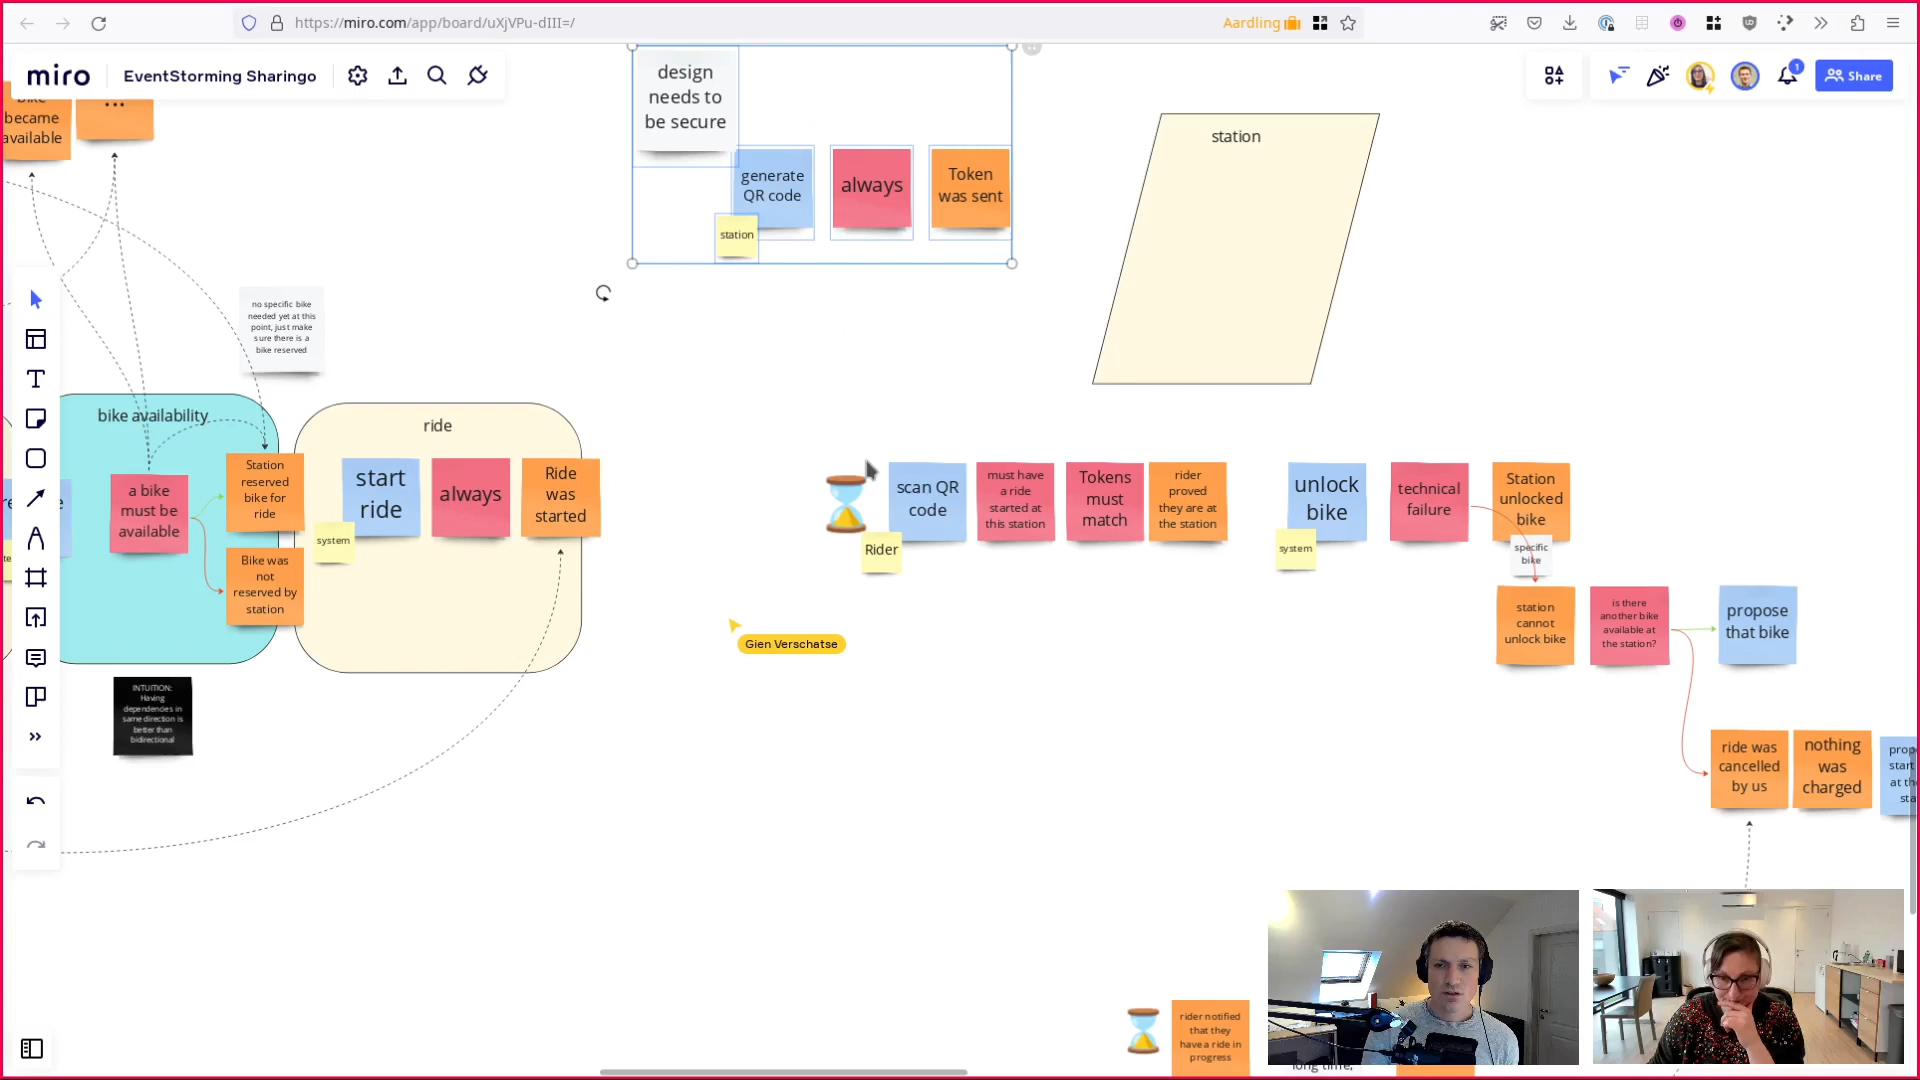 https://miro.com/app/board/uXjVPu-dIII=/
Aardling
miro
EventStorming Sharingo
1
Share
bike
became
available
...
design
needs to
be secure
generate
QR code
station
always
Token
was sent
station
no specific bike
needed yet at this
point, just make
sure there is a
bike reserved
bike availability
a bike
must be
available
Station
reserved
bike for
ride
Bike was
not
reserved by
station
INTUITION:
Having
dependencies in
same direction is
better than
bidirectional
ride
start
ride
system
always
Ride
was
started
Gien Verschatse
scan QR
code
Rider
must have
a ride
started at
this station
Tokens
must
match
rider
proved
they are at
the station
unlock
bike
system
technical
failure
Station
unlocked
bike
specific
bike
station
cannot
unlock bike
is there
another bike
available at
the station?
propose
that bike
ride was
cancelled
by us
nothing
was
charged
start
rider notified
that they
have a ride in
progress
long time,